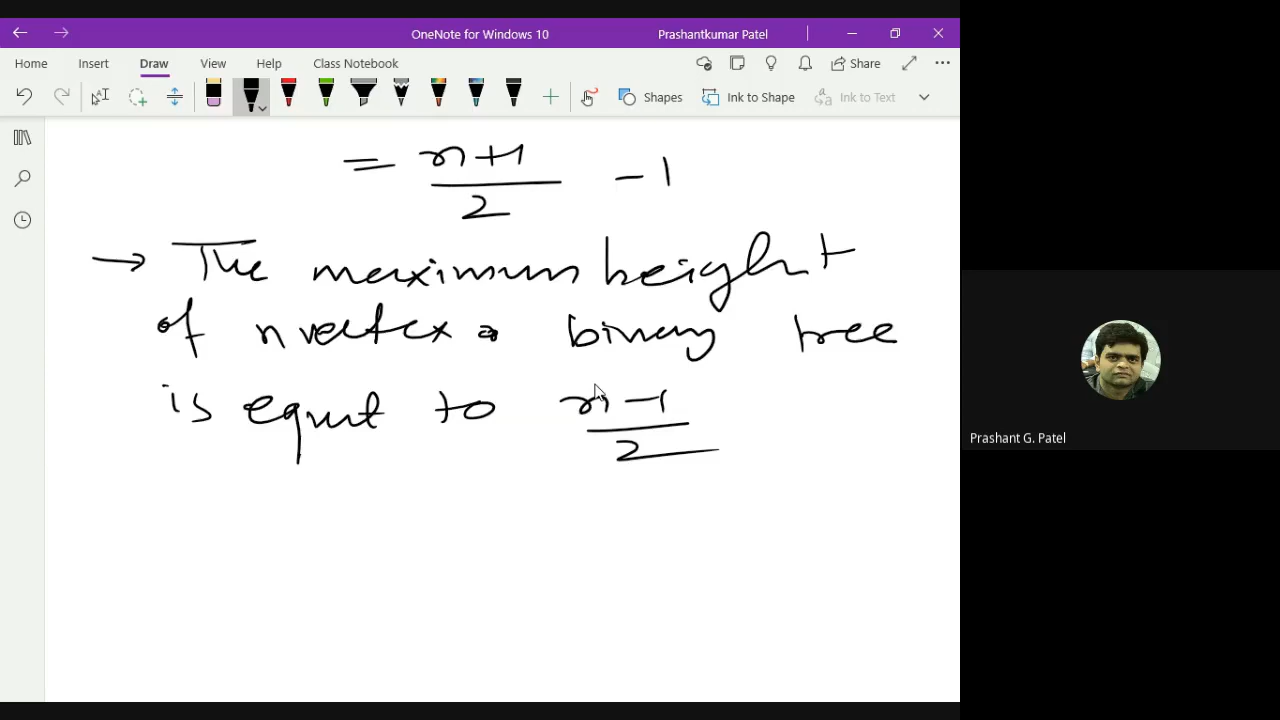 OneNote for Windows 10
Prashantkumar Patel
Home Insert Draw View Help Class Notebook Share
Shapes Ink to Shape Ink to Text
= n+1 / 2 - 1
→ The maximum height
of n vertex binary tree
is equal to n-1 / 2
Prashant G. Patel